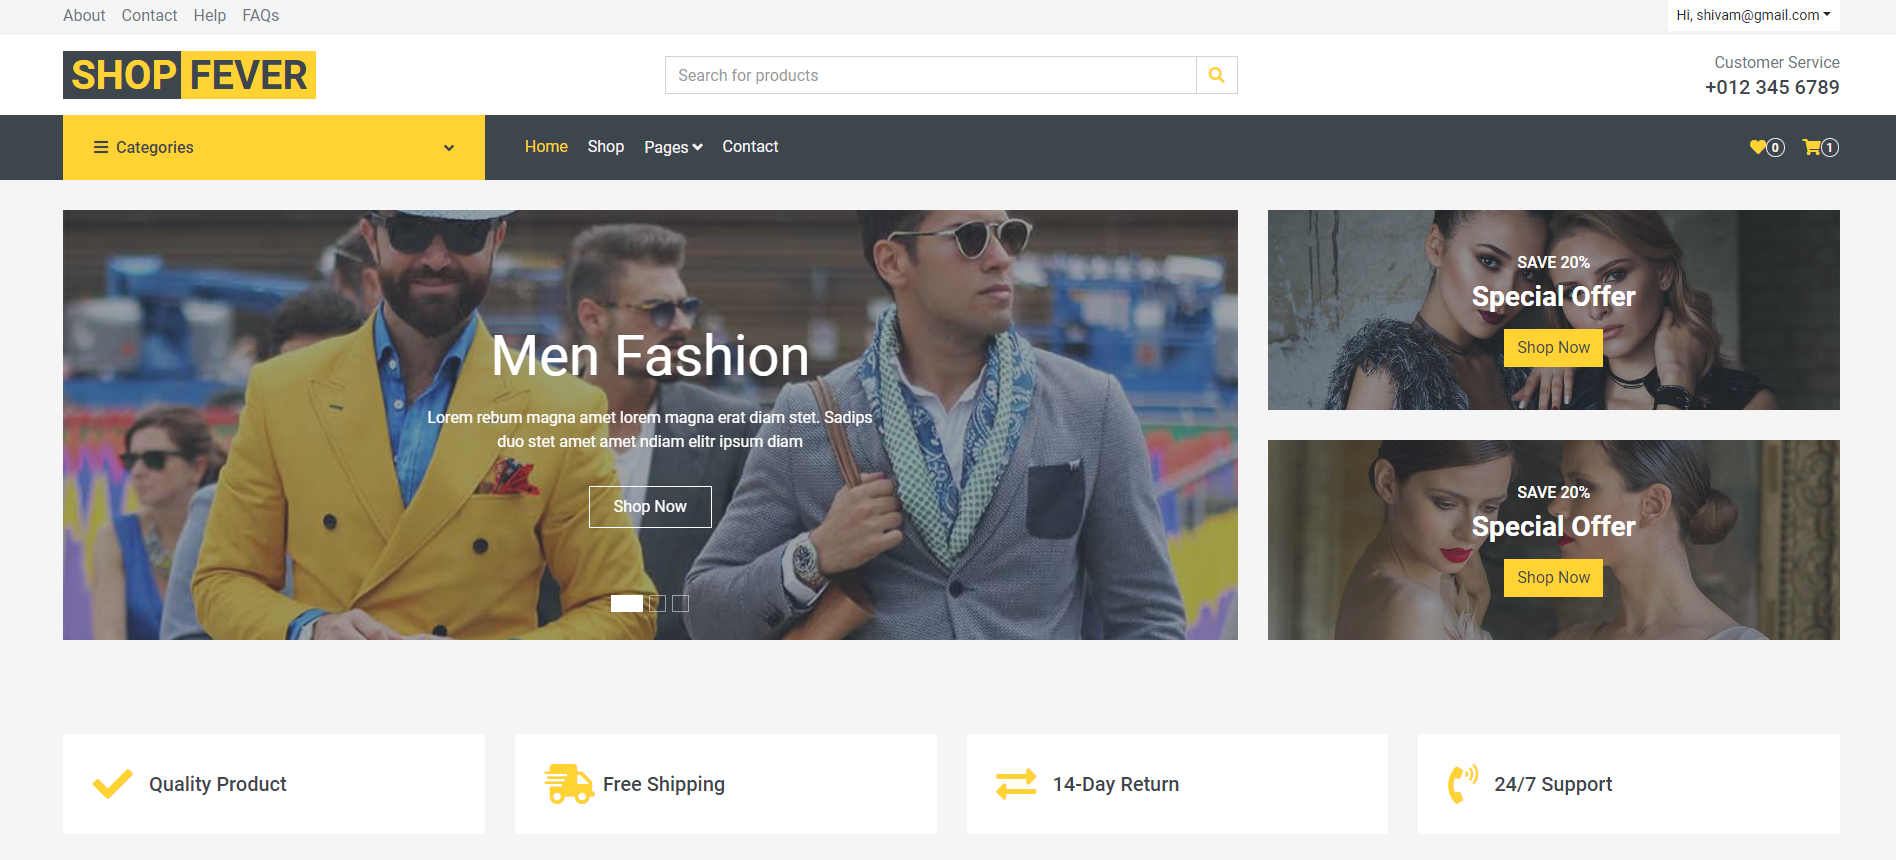 About Contact Help FAQs
Hi, shivam@gmail.com
SHOP FEVER
Search for products
Customer Service
+012 345 6789
Categories
Home Shop Pages Contact
0 1
Men Fashion
Lorem rebum magna amet lorem magna erat diam stet. Sadips
duo stet amet amet ndiam elitr ipsum diam
Shop Now
SAVE 20%
Special Offer
Shop Now
SAVE 20%
Special Offer
Shop Now
Quality Product
Free Shipping
14-Day Return
24/7 Support